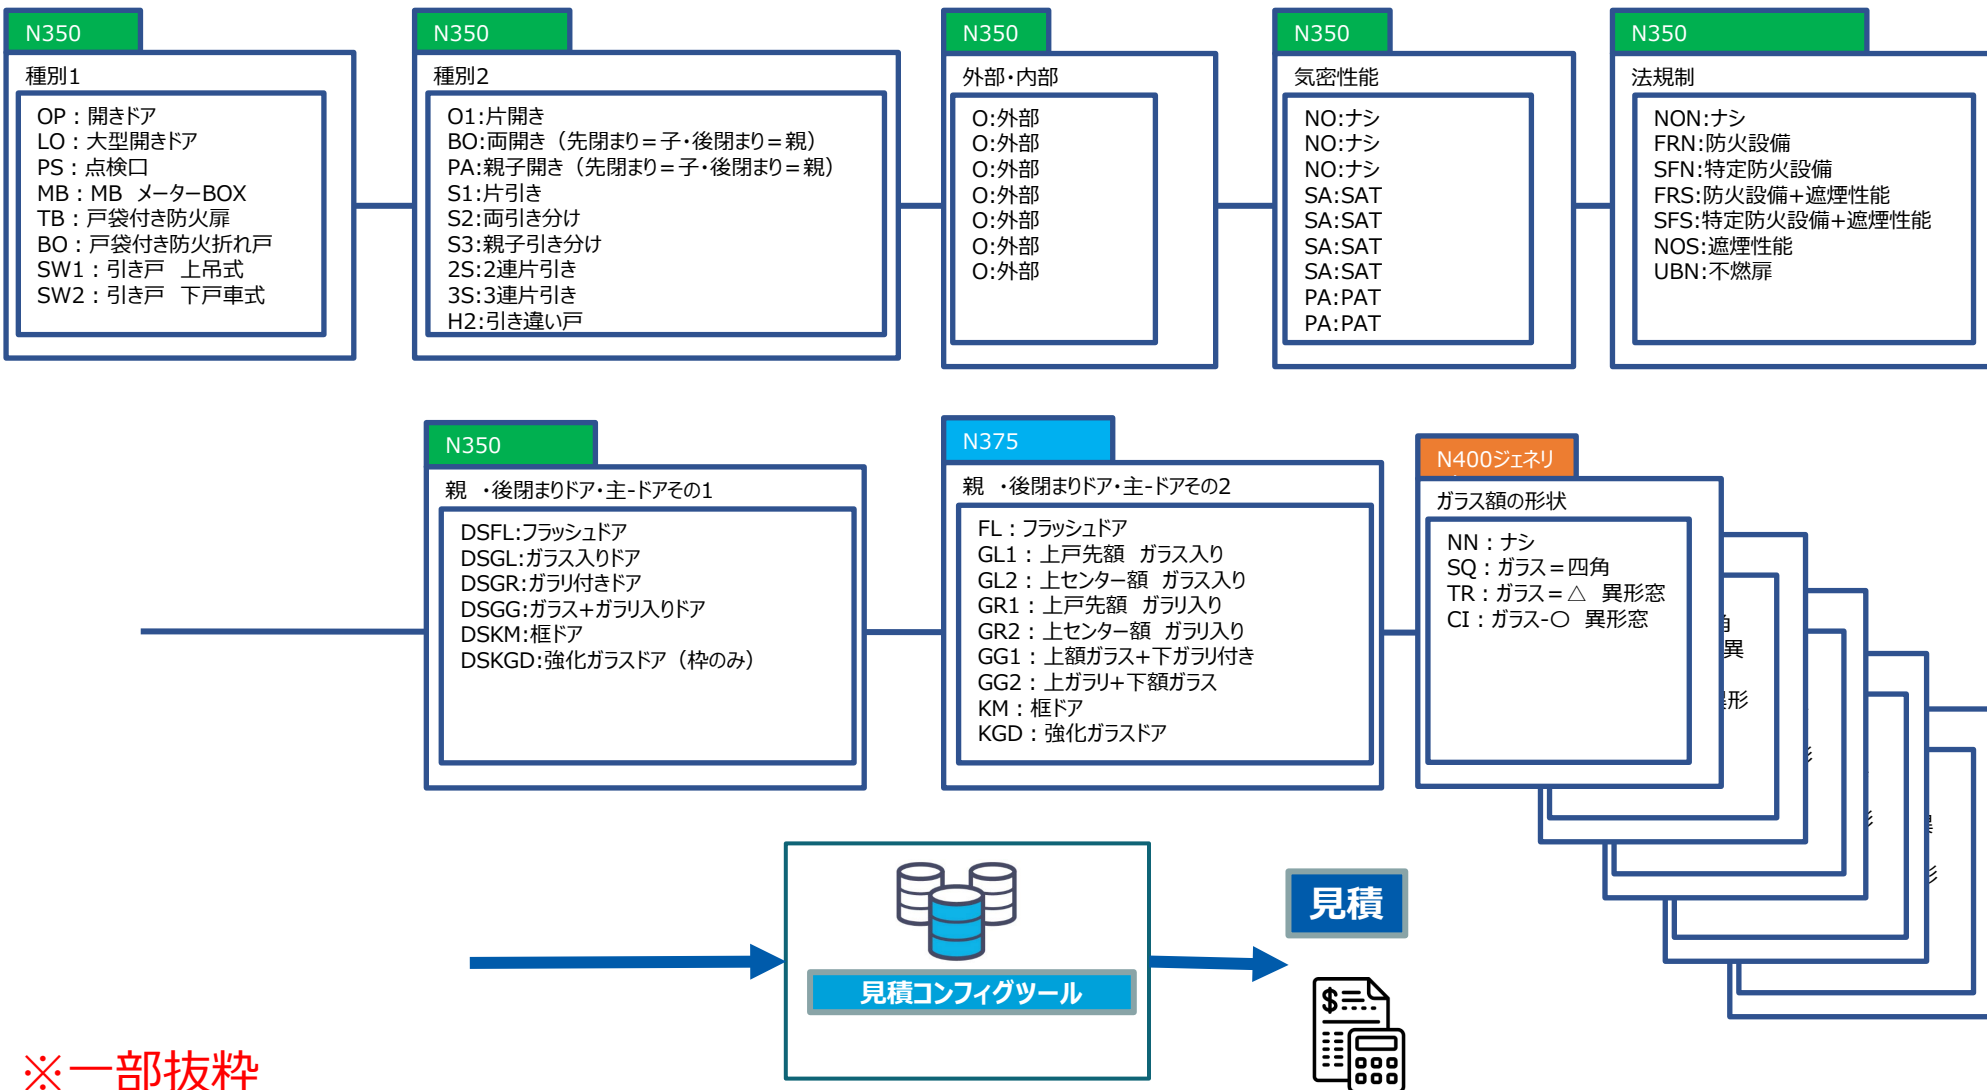 N350
種別1
OP：開きドア
LO：大型開きドア
PS：点検口
MB：MB メーターBOX
TB：戸袋付き防火扉
BO：戸袋付き防火折れ戸
SW1：引き戸 上吊式
SW2：引き戸 下戸車式
N350
種別2
O1:片開き
BO:両開き（先閉まり=子・後閉まり=親）
PA:親子開き（先閉まり=子・後閉まり=親）
S1:片引き
S2:両引き分け
S3:親子引き分け
2S:2連片引き
3S:3連片引き
H2:引き違い戸
N350
外部・内部
O:外部
O:外部
O:外部
O:外部
O:外部
O:外部
O:外部
N350
気密性能
NO:ナシ
NO:ナシ
NO:ナシ
SA:SAT
SA:SAT
SA:SAT
SA:SAT
PA:PAT
PA:PAT
N350
法規制
NON:ナシ
FRN:防火設備
SFN:特定防火設備
FRS:防火設備+遮煙性能
SFS:特定防火設備+遮煙性能
NOS:遮煙性能
UBN:不燃扉
N350
親 ・後閉まりドア・主-ドアその1
DSFL:フラッシュドア
DSGL:ガラス入りドア
DSGR:ガラリ付きドア
DSGG:ガラス+ガラリ入りドア
DSKM:框ドア
DSKGD:強化ガラスドア（枠のみ）
N375
親 ・後閉まりドア・主-ドアその2
FL：フラッシュドア
GL1：上戸先額 ガラス入り
GL2：上センター額 ガラス入り
GR1：上戸先額 ガラリ入り
GR2：上センター額 ガラリ入り
GG1：上額ガラス+下ガラリ付き
GG2：上ガラリ+下額ガラス
KM：框ドア
KGD：強化ガラスドア
N400ジェネリ
ガラス額の形状
NN：ナシ
SQ：ガラス＝四角
TR：ガラス＝△ 異形窓
CI：ガラス-〇 異形窓
異
形
見積コンフィグツール
見積
$
※一部抜粋